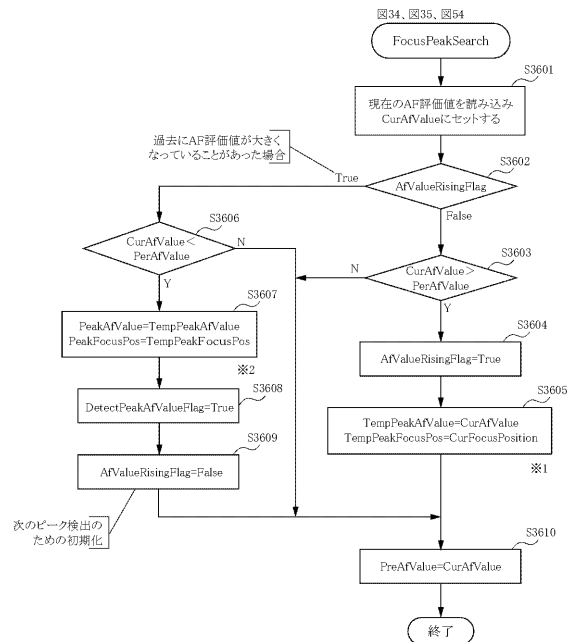 図34、図35、図54
FocusPeakSearch
S3601
現在のAF評価値を読み込み
CurAfValueにセットする
過去にAF評価値が大きく
なっていることがあった場合
True
S3602
AfValueRisingFlag
False
S3606
CurAfValue<
PerAfValue
N
Y
S3603
CurAfValue>
PerAfValue
N
Y
S3607
PeakAfValue=TempPeakAfValue
PeakFocusPos=TempPeakFocusPos
※2
S3604
AfValueRisingFlag=True
S3608
DetectPeakAfValueFlag=True
S3605
TempPeakAfValue=CurAfValue
TempPeakFocusPos=CurFocusPosition
※1
S3609
AfValueRisingFlag=False
次のピーク検出の
ための初期化
S3610
PreAfValue=CurAfValue
終了